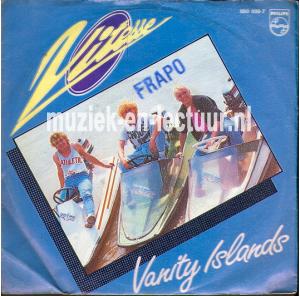 Vitesse
PHILIPS
FRAPO
muziek-en-lectuur.nl
Vanity Islands